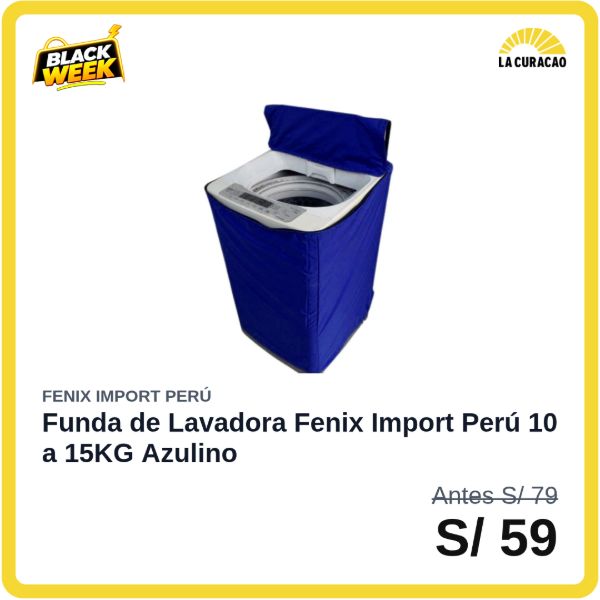 BLACK
WEEK
LA CURACAO
FENIX IMPORT PERÚ
Funda de Lavadora Fenix Import Perú 10
a 15KG Azulino
Antes S/ 79
S/ 59